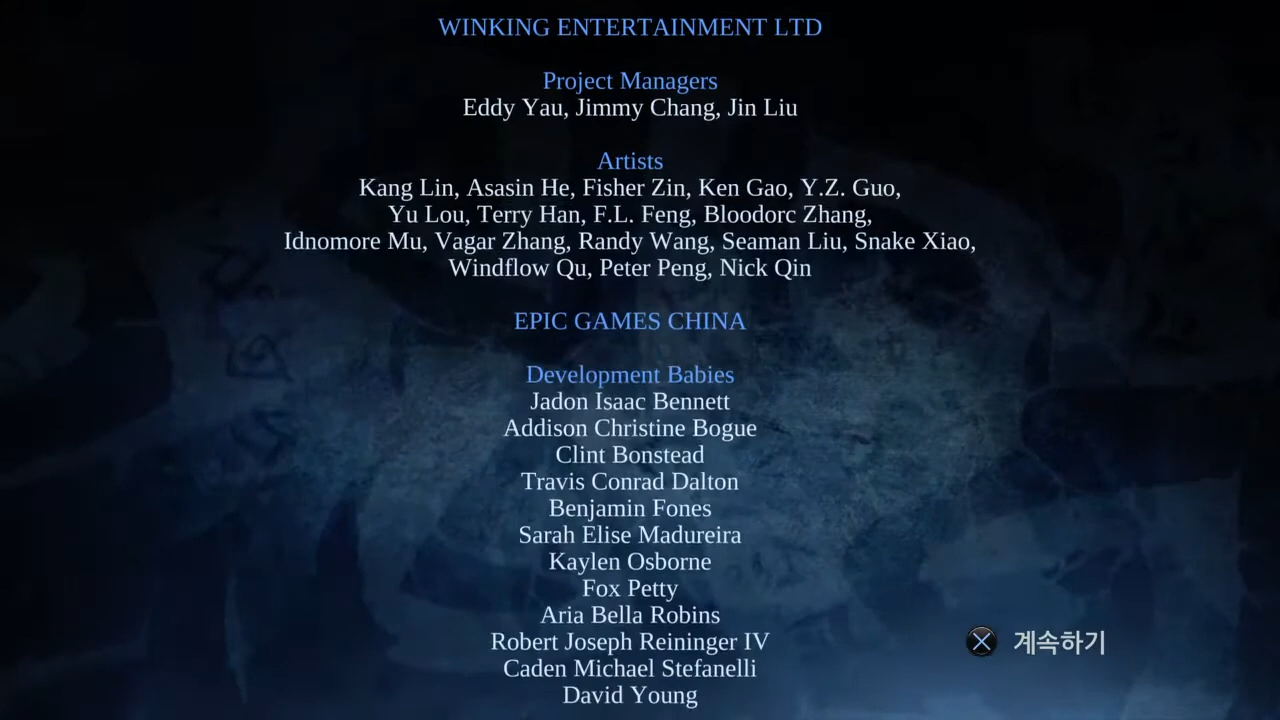 WINKING ENTERTAINMENT LTD
Project Managers
Eddy Yau, Jimmy Chang, Jin Liu
Artists
Kang Lin, Asasin He, Fisher Zin, Ken Gao, Y.Z. Guo,
Yu Lou, Terry Han, F.L. Feng, Bloodorc Zhang,
Idnomore Mu, Vagar Zhang, Randy Wang, Seaman Liu, Snake Xiao,
Windflow Qu, Peter Peng, Nick Qin
EPIC GAMES CHINA
Development Babies
Jadon Isaac Bennett
Addison Christine Bogue
Clint Bonstead
Travis Conrad Dalton
Benjamin Fones
Sarah Elise Madureira
Kaylen Osborne
Fox Petty
Aria Bella Robins
Robert Joseph Reininger IV
Caden Michael Stefanelli
David Young
계속하기